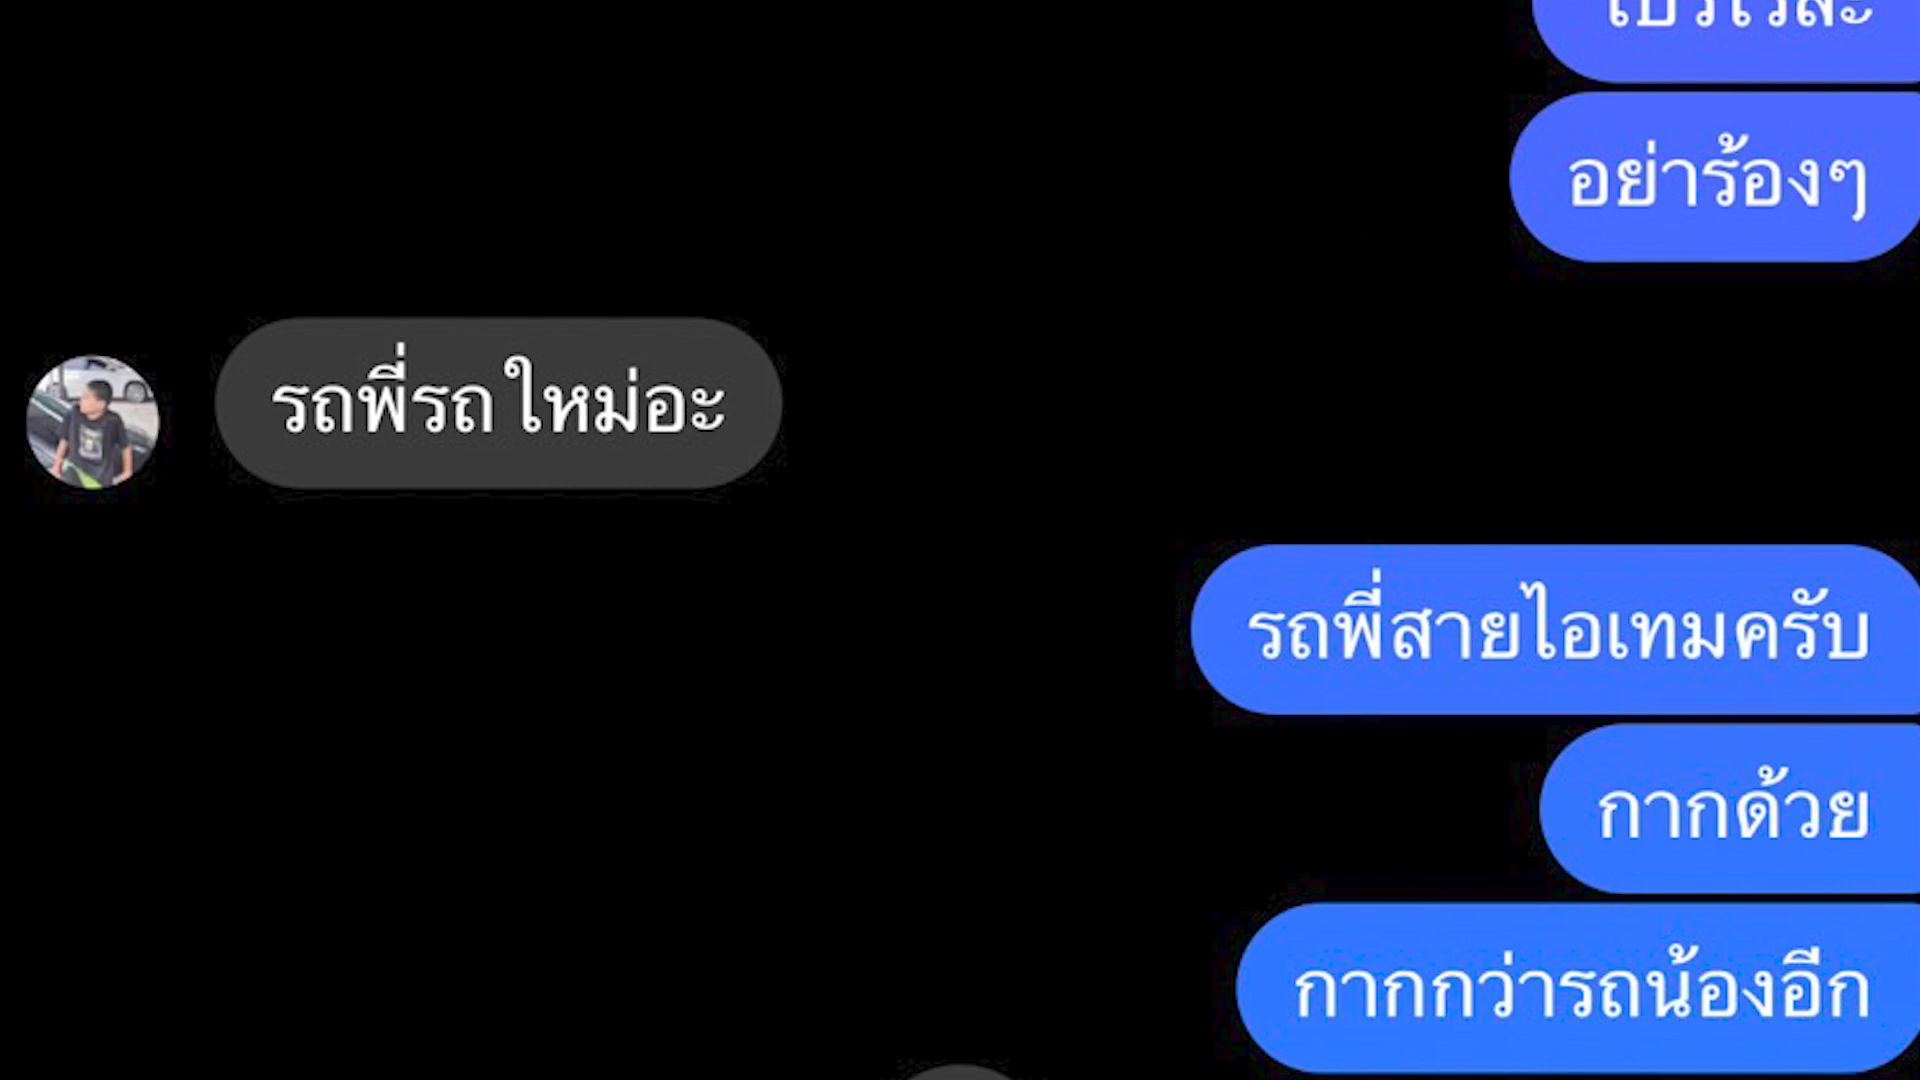 อย่าร้องๆ
รถพี่รถใหม่อะ
รถพี่สายไอเทมครับ
กากด้วย
กากกว่ารถน้องอีก